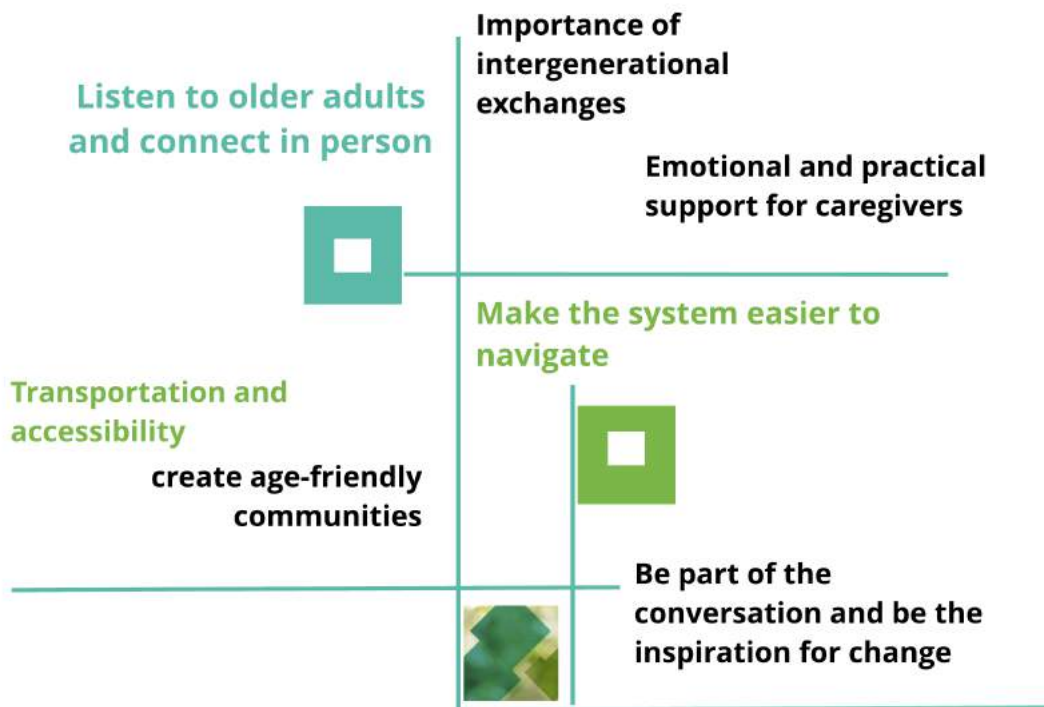 Importance of
intergenerational
exchanges
Listen to older adults
and connect in person
Emotional and practical
support for caregivers
Make the system easier to
navigate
Transportation and
accessibility
create age-friendly
communities
Be part of the
conversation and be the
inspiration for change